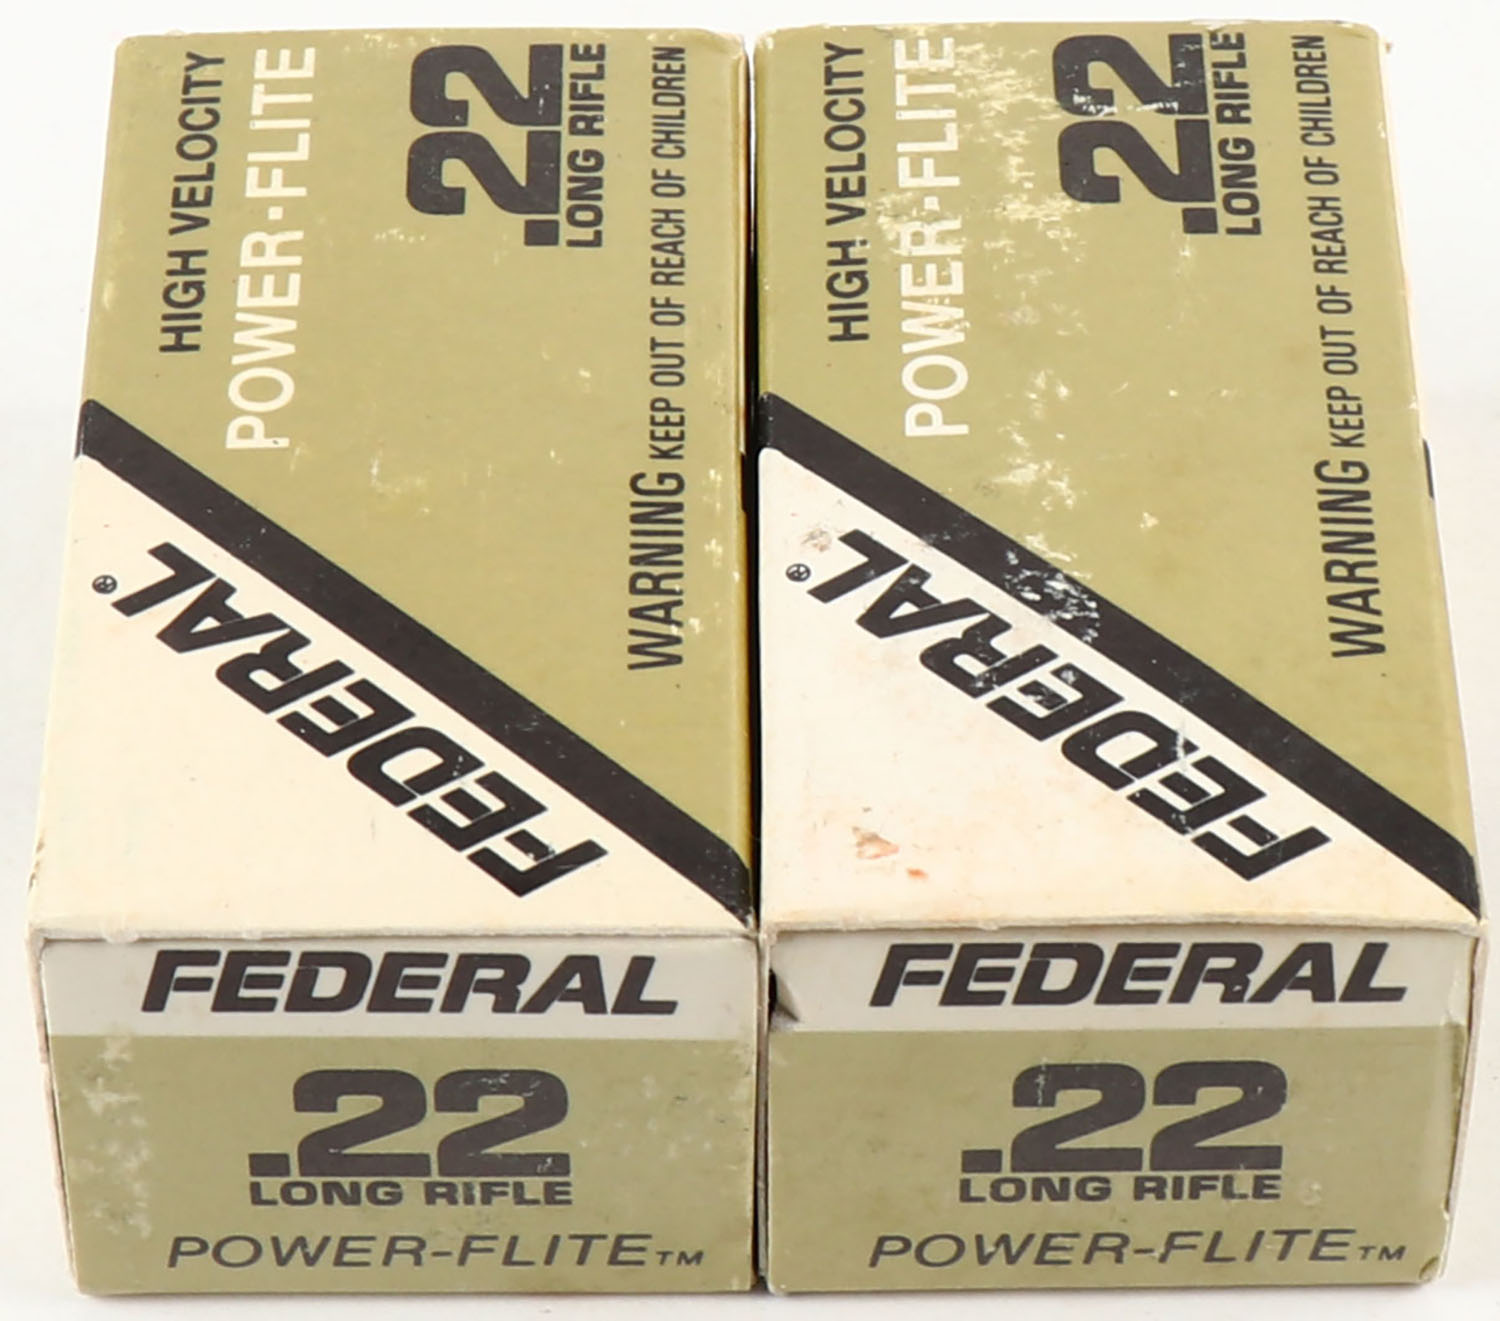 HIGH VELOCITY
POWER-FLITE
.22
LONG RIFLE
WARNING KEEP OUT OF REACH OF CHILDREN
FEDERAL®
FEDERAL
.22
LONG RIFLE
POWER-FLITE™
HIGH VELOCITY
POWER-FLITE
.22
LONG RIFLE
WARNING KEEP OUT OF REACH OF CHILDREN
FEDERAL®
FEDERAL
.22
LONG RIFLE
POWER-FLITE™